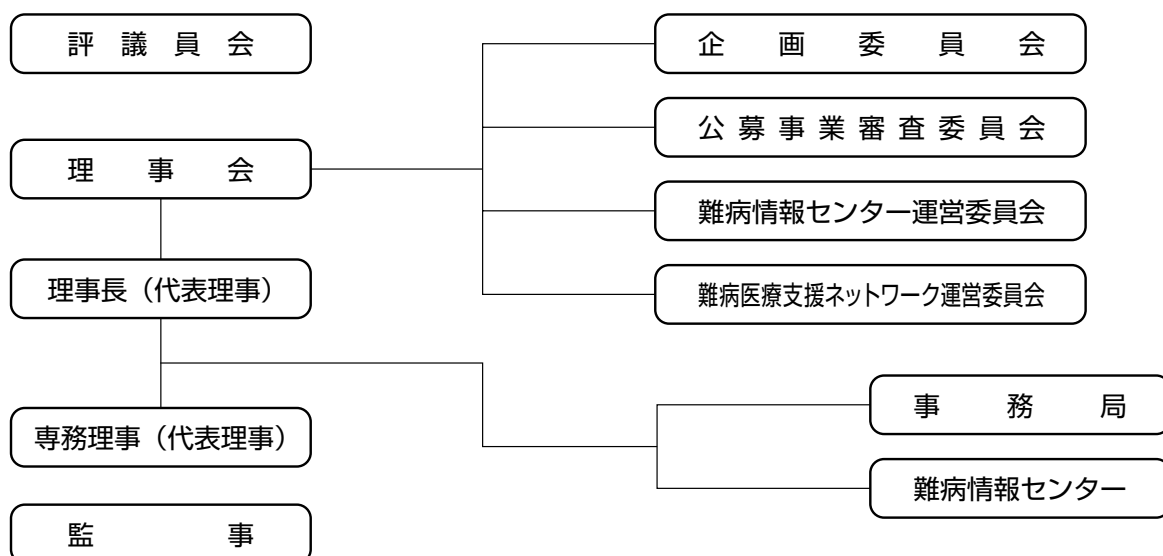 評議員会
理事会
理事長（代表理事）
専務理事（代表理事）
監事
企画委員会
公募事業審査委員会
難病情報センター運営委員会
難病医療支援ネットワーク運営委員会
事務局
難病情報センター